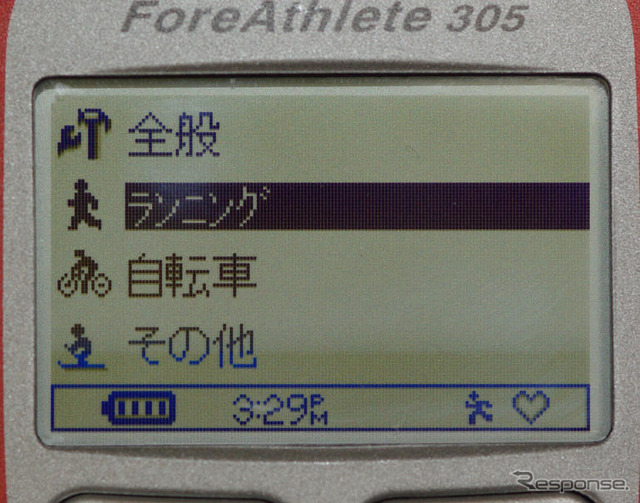 ForeAthlete 305
全般
ランニング
自転車
その他
3:29PM
Response.